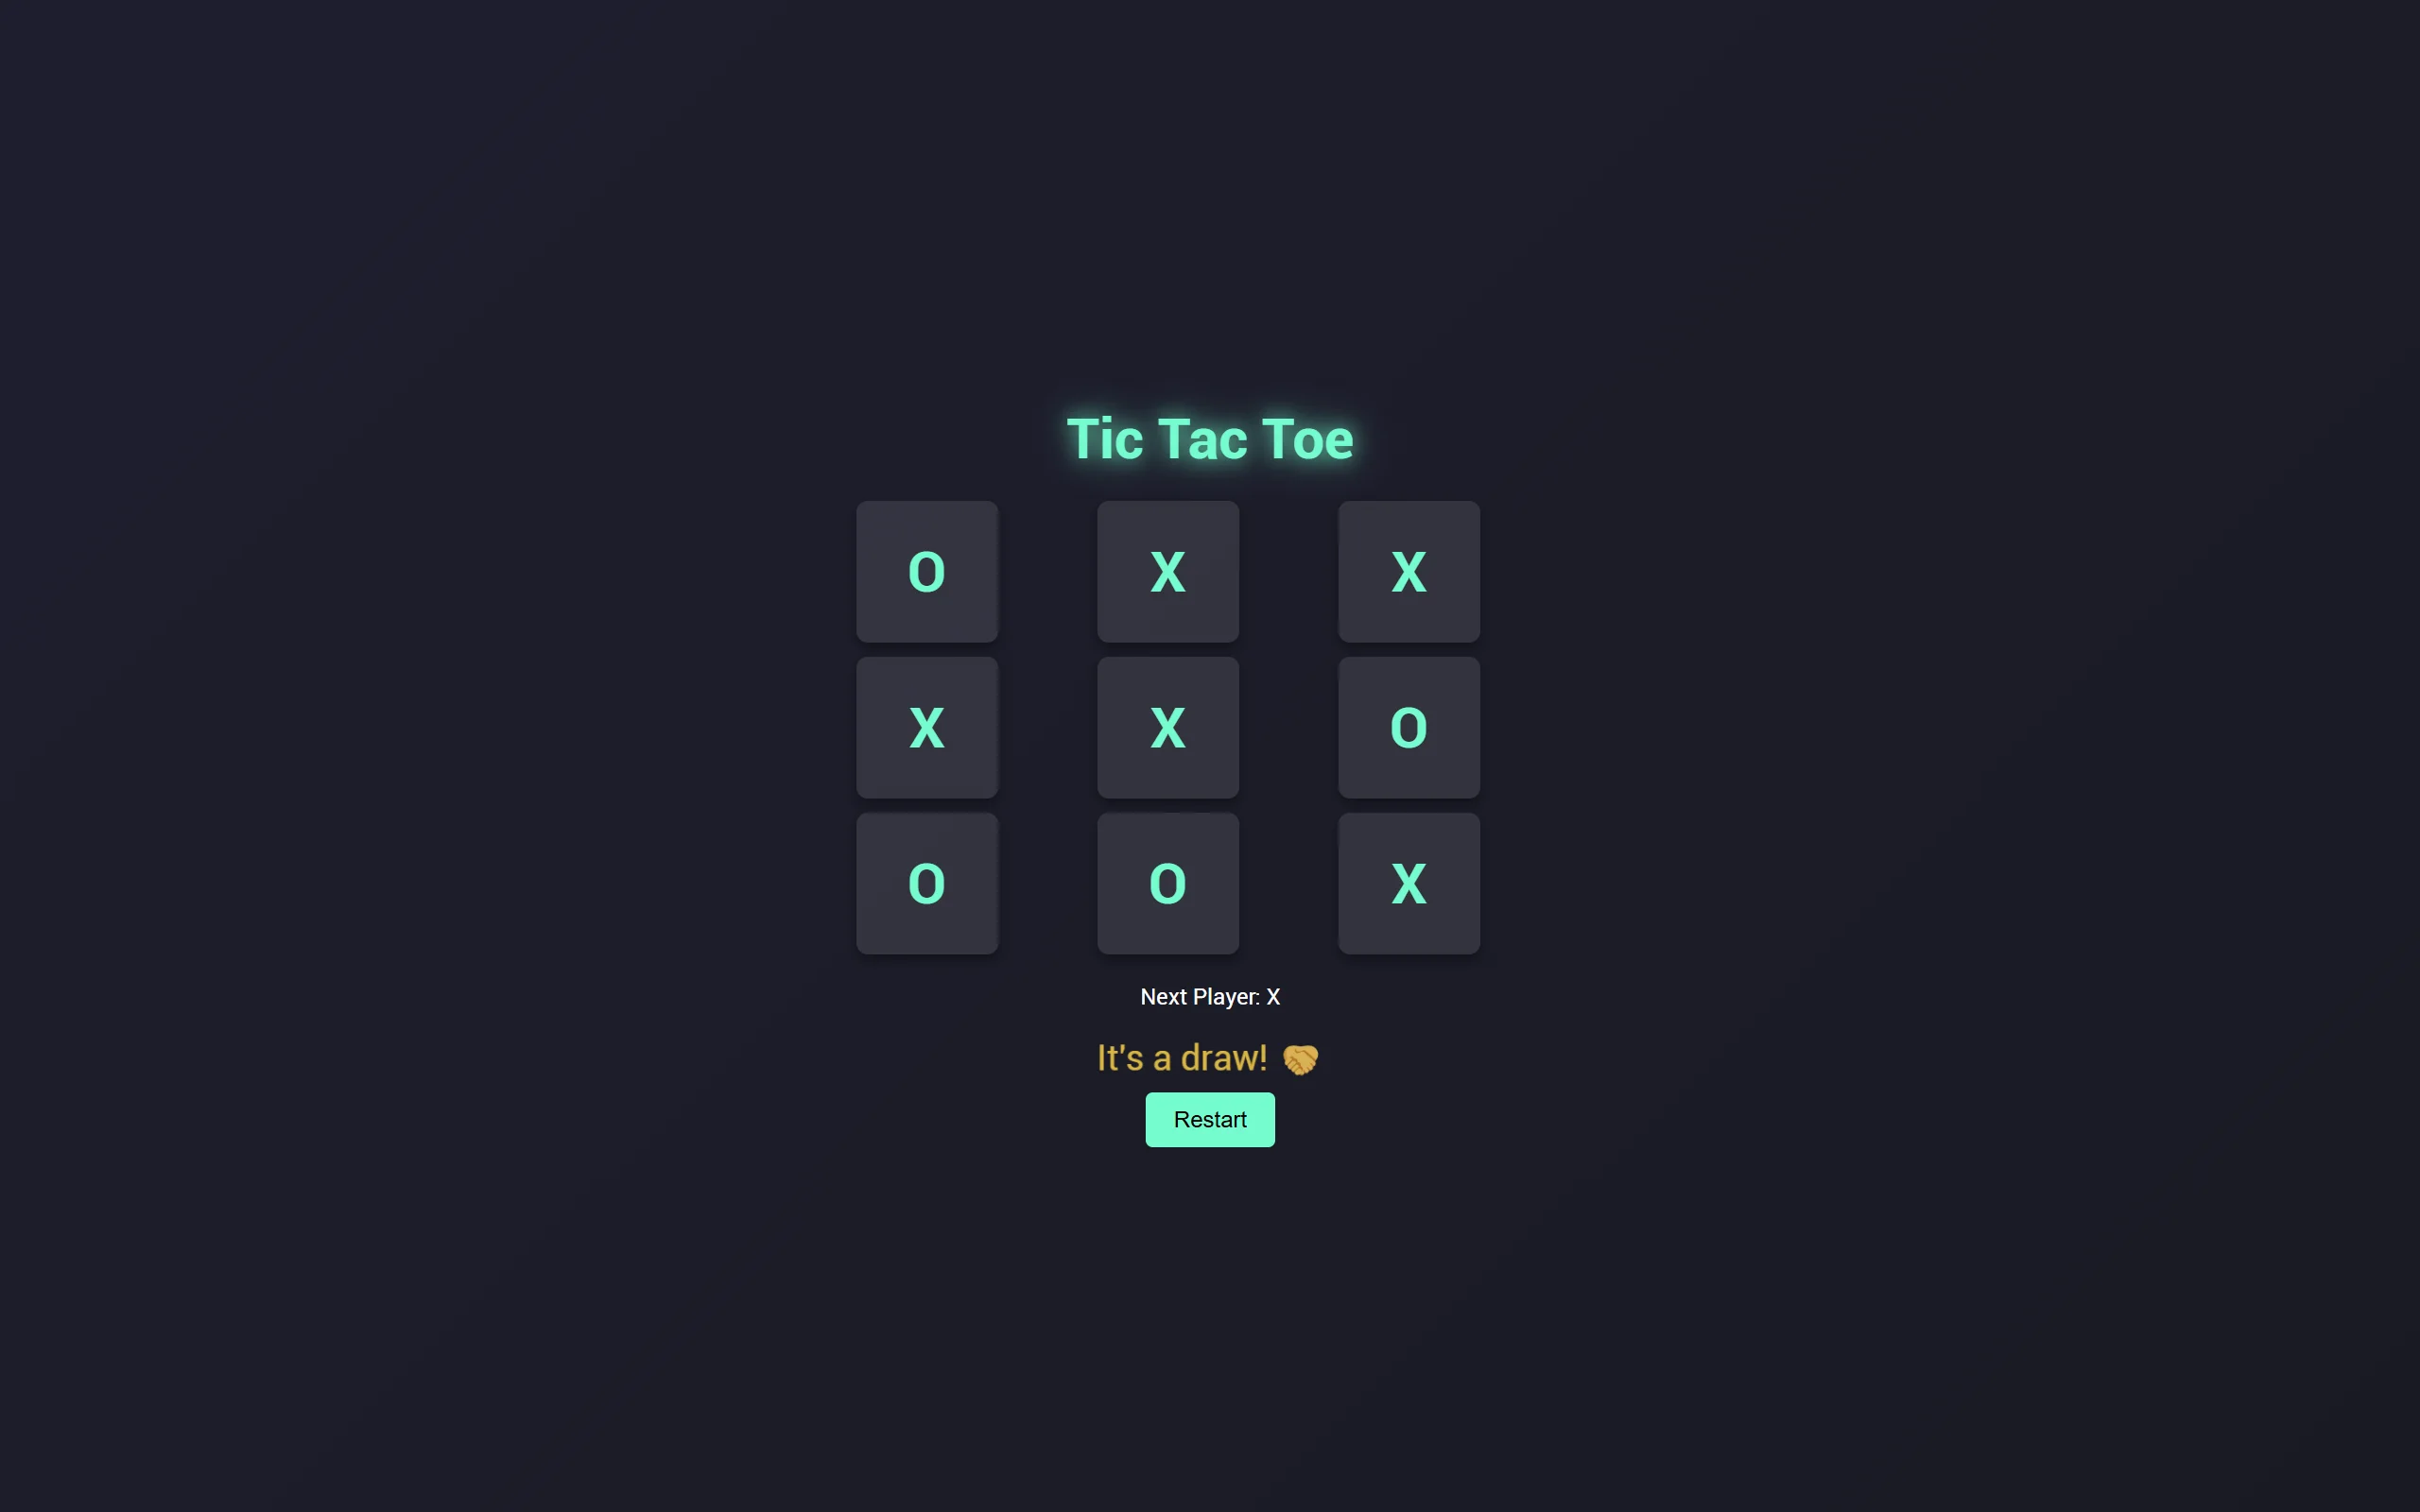 Tic Tac Toe
O X X
X X O
O O X
Next Player: X
It's a draw! 🤝
Restart